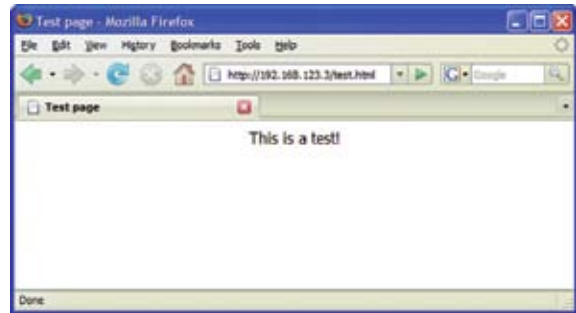 Test page - Mozilla Firefox
File Edit View History Bookmarks Tools Help
http://192.168.123.3/test.html
G Google
Test page
This is a test!
Done